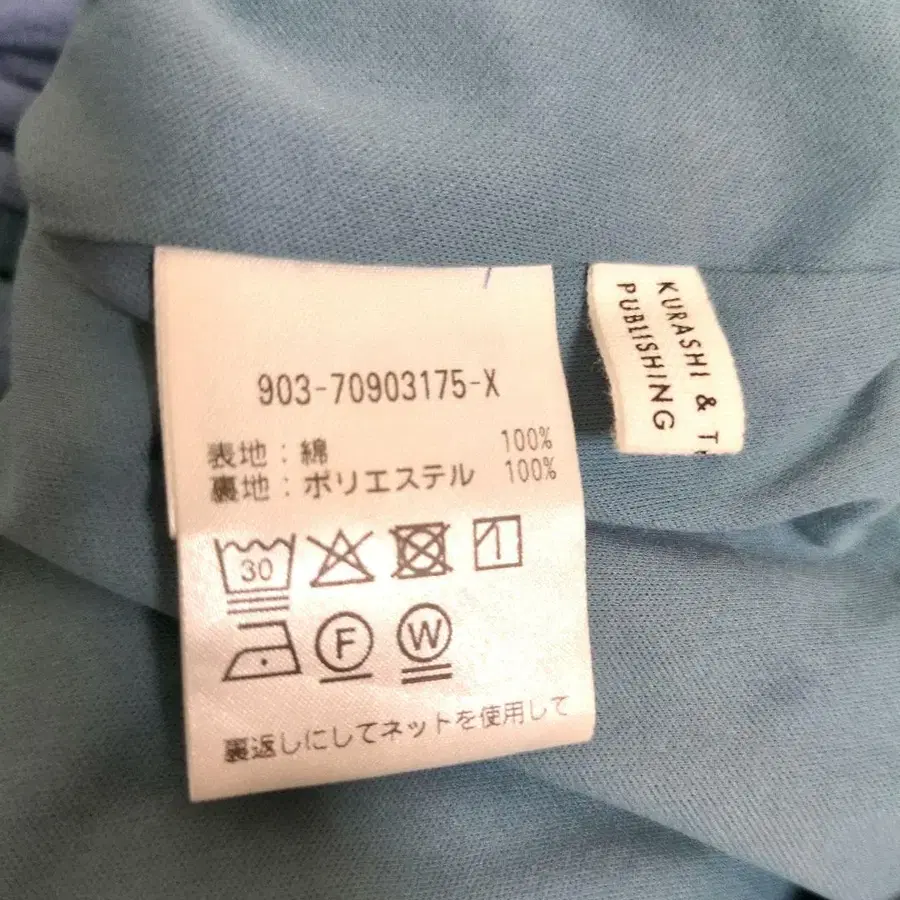 903-70903175-X
表地：綿 100%
裏地：ポリエステル 100%
30
F W
裏返しにしてネットを使用して
KURASHI &
PUBLISHING